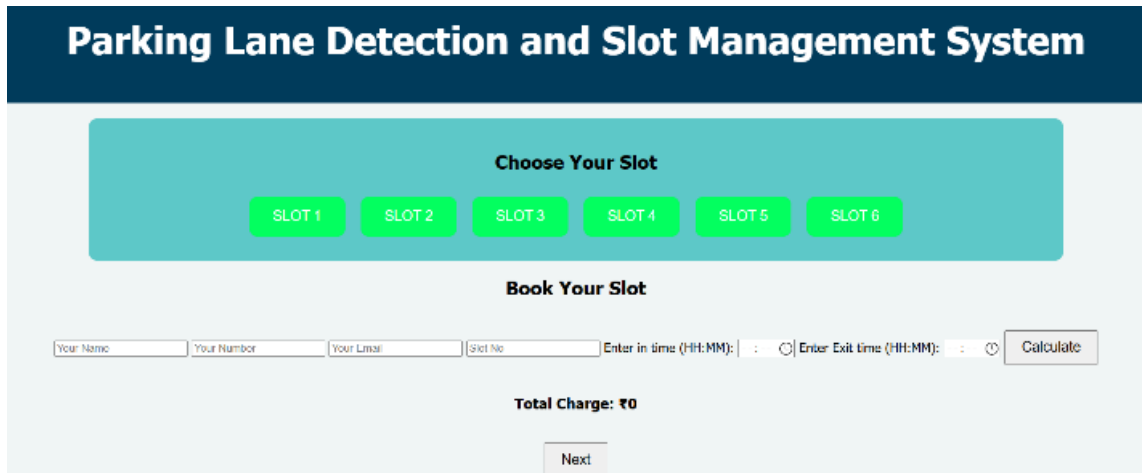 Parking Lane Detection and Slot Management System
Choose Your Slot
SLOT 1 SLOT 2 SLOT 3 SLOT 4 SLOT 5 SLOT 6
Book Your Slot
Your Name Your Number Your Email Slot No Enter in time (HH:MM): : Enter Exit time (HH:MM): : Calculate
Total Charge: ₹0
Next